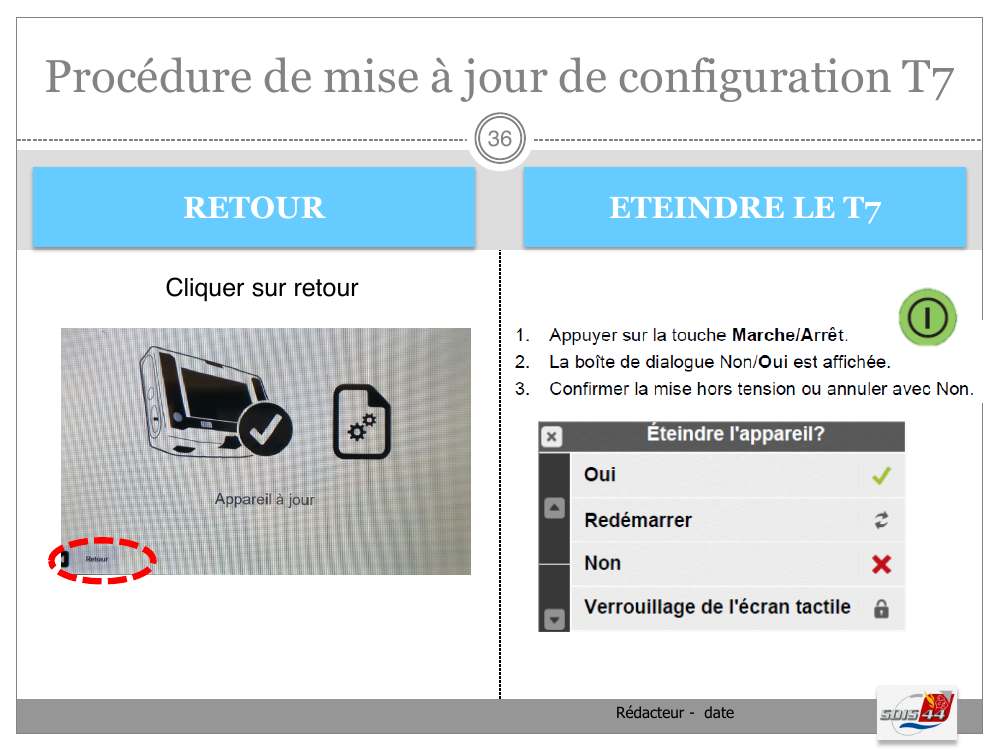 Procédure de mise à jour de configuration T7
36
RETOUR
Cliquer sur retour
Appareil à jour
Retour
ETEINDRE LE T7
1. Appuyer sur la touche Marche/Arrêt.
2. La boîte de dialogue Non/Oui est affichée.
3. Confirmer la mise hors tension ou annuler avec Non.
Éteindre l'appareil?
Oui
Redémarrer
Non
Verrouillage de l'écran tactile
Rédacteur - date
SDIS 44